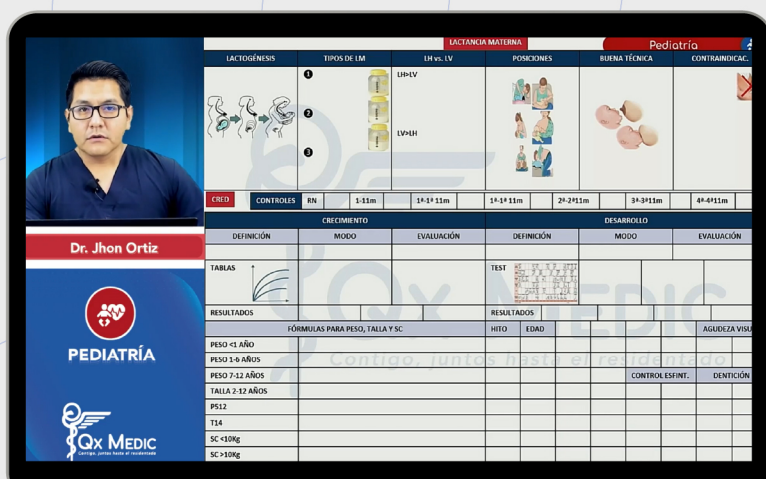 LACTANCIA MATERNA
Pediatría
LACTOGÉNESIS TIPOS DE LM LH vs. LV POSICIONES BUENA TÉCNICA CONTRAINDICAC.
1 LH>LV
2
LV>LH
3
CRED CONTROLES RN 1-11m 1ª-1ª 11m 1ª-1ª 11m 2ª-2ª11m 3ª-3ª11m 4ª-4ª11m
CRECIMIENTO DESARROLLO
DEFINICIÓN MODO EVALUACIÓN DEFINICIÓN MODO EVALUACIÓN
TABLAS TEST
RESULTADOS RESULTADOS
FÓRMULAS PARA PESO, TALLA Y SC HITO EDAD AGUDEZA VISU
PESO <1 AÑO
PESO 1-6 AÑOS
PESO 7-12 AÑOS CONTROL ESFINT. DENTICIÓN
TALLA 2-12 AÑOS
P512
T14
SC <10Kg
SC >10Kg
QX MEDIC
Contigo, juntos hasta el residentado
Dr. Jhon Ortiz
PEDIATRÍA
QX MEDIC
Contigo, juntos hasta el residentado